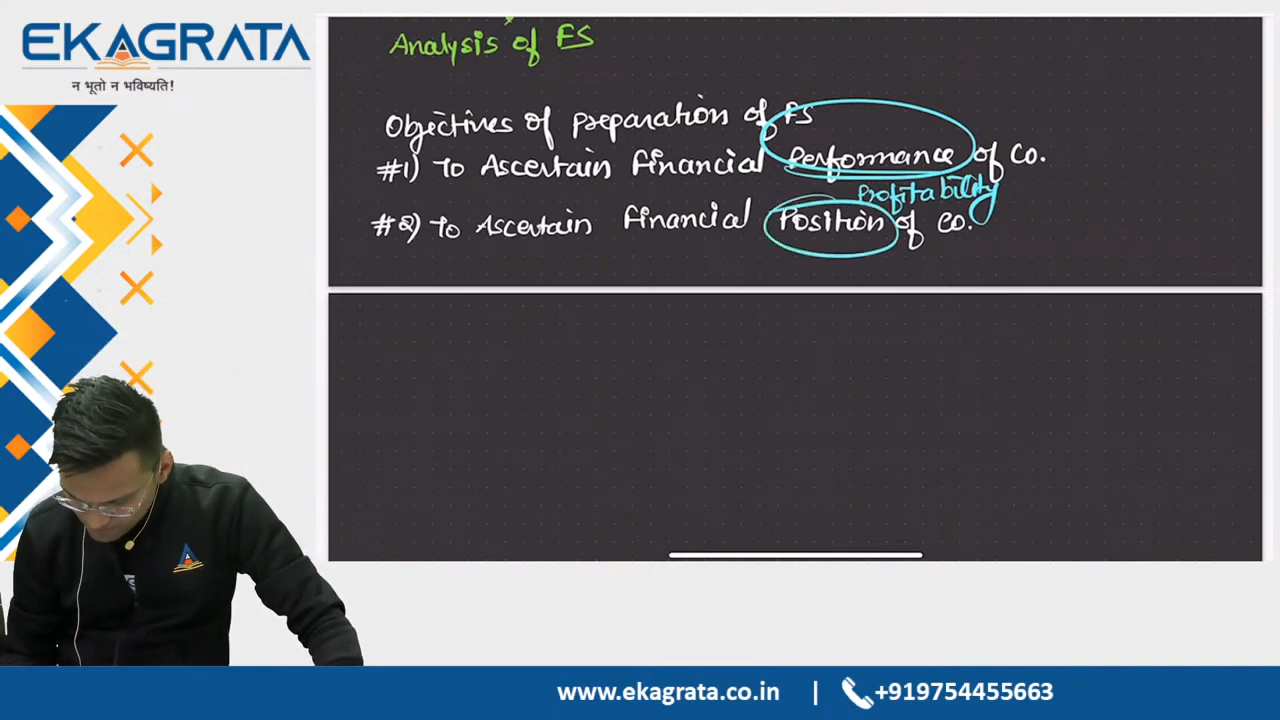 EKAGRATA
न भूतो न भविष्यति!
Analysis of FS
Objectives of preparation of FS
#1) To Ascertain Financial Performance of Co.
Profitability
#2) To Ascertain Financial Position of Co.
www.ekagrata.co.in | +919754455663